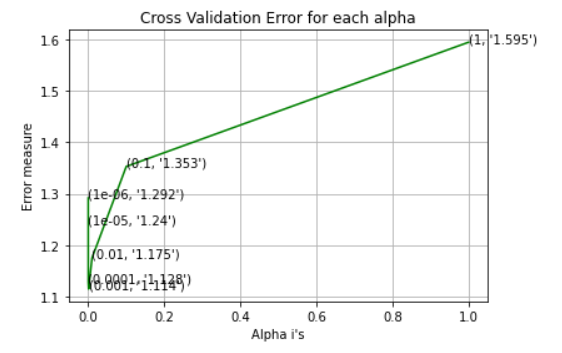 Cross Validation Error for each alpha
1.6
(1, '1.595')
1.5
1.4
(0.1, '1.353')
Error measure
1.3
(1e-06, '1.292')
(1e-05, '1.24')
1.2
(0.01, '1.175')
(0.0001, '1.128')
(0.001, '1.114')
1.1
0.0 0.2 0.4 0.6 0.8 1.0
Alpha i's